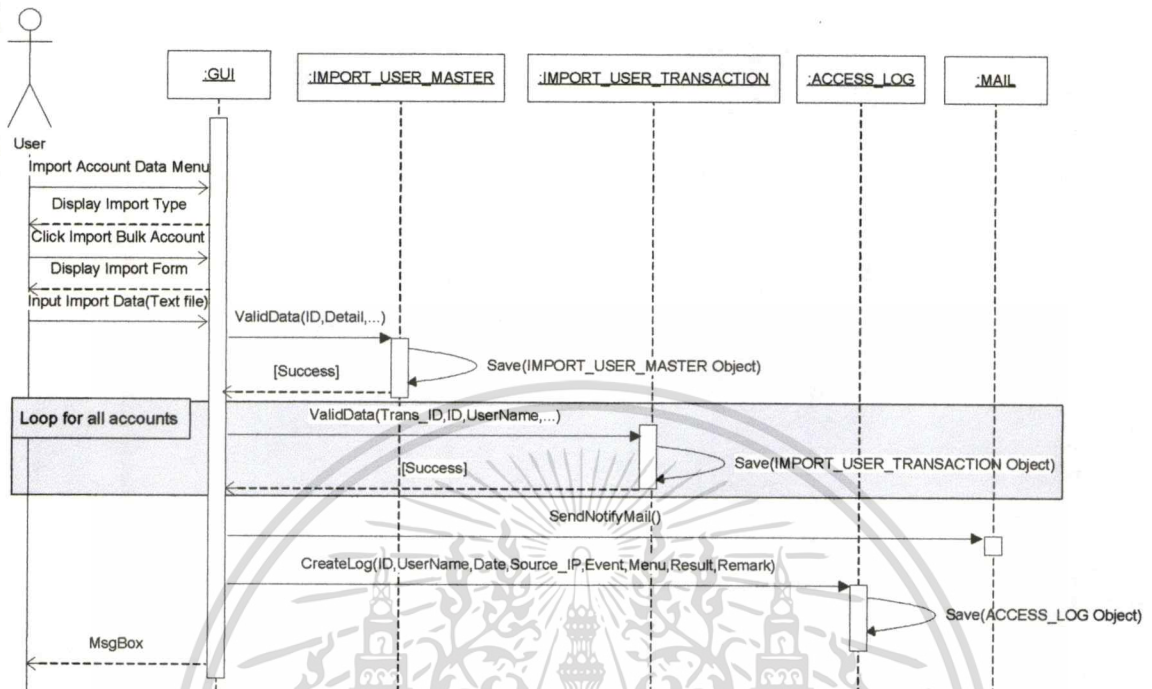 :GUI
:IMPORT_USER_MASTER
:IMPORT_USER_TRANSACTION
:ACCESS_LOG
:MAIL
User
Import Account Data Menu
Display Import Type
Click Import Bulk Account
Display Import Form
Input Import Data(Text file)
ValidData(ID,Detail,...)
Save(IMPORT_USER_MASTER Object)
[Success]
Loop for all accounts
ValidData(Trans_ID,ID,UserName,...)
Save(IMPORT_USER_TRANSACTION Object)
[Success]
SendNotifyMail()
CreateLog(ID,UserName,Date,Source_IP,Event,Menu,Result,Remark)
Save(ACCESS_LOG Object)
MsgBox